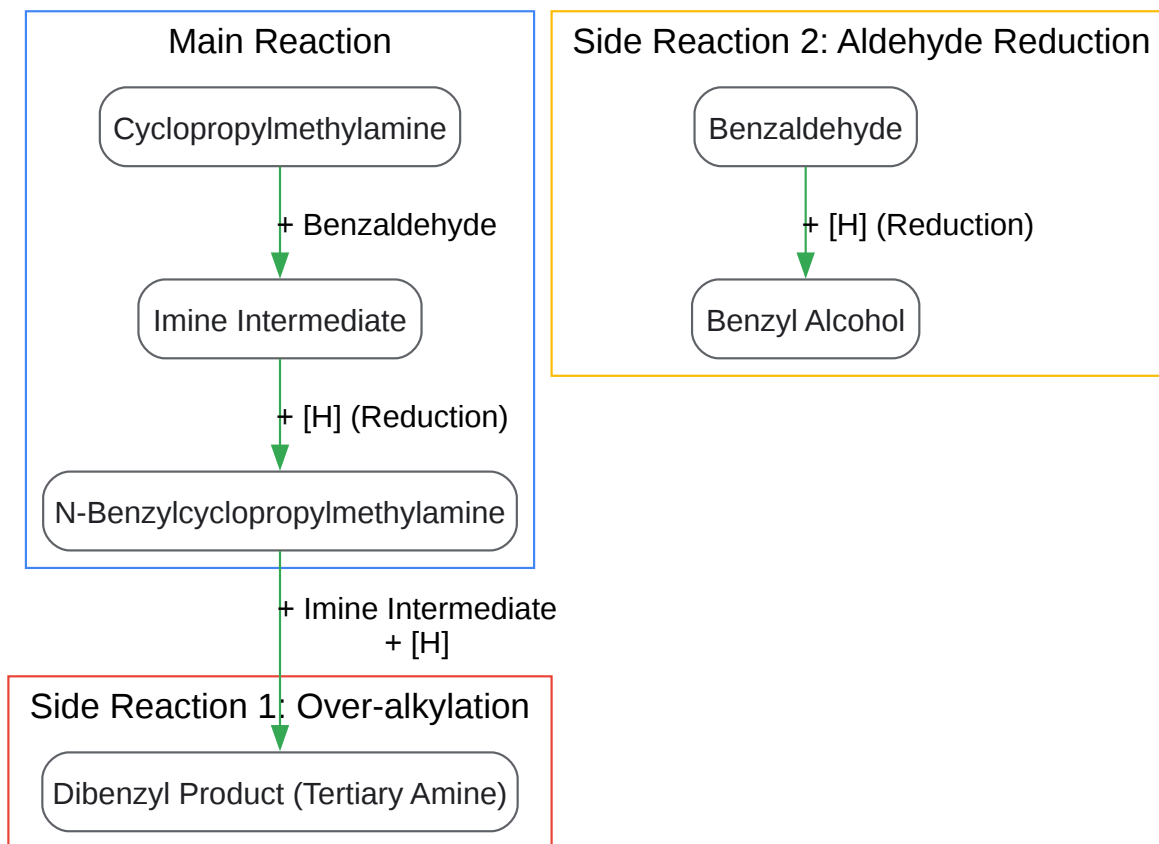 Main Reaction
Cyclopropylmethylamine
+ Benzaldehyde
Imine Intermediate
+ [H] (Reduction)
N-Benzylcyclopropylmethylamine
+ Imine Intermediate
+ [H]
Side Reaction 1: Over-alkylation
Dibenzyl Product (Tertiary Amine)
Side Reaction 2: Aldehyde Reduction
Benzaldehyde
+ [H] (Reduction)
Benzyl Alcohol